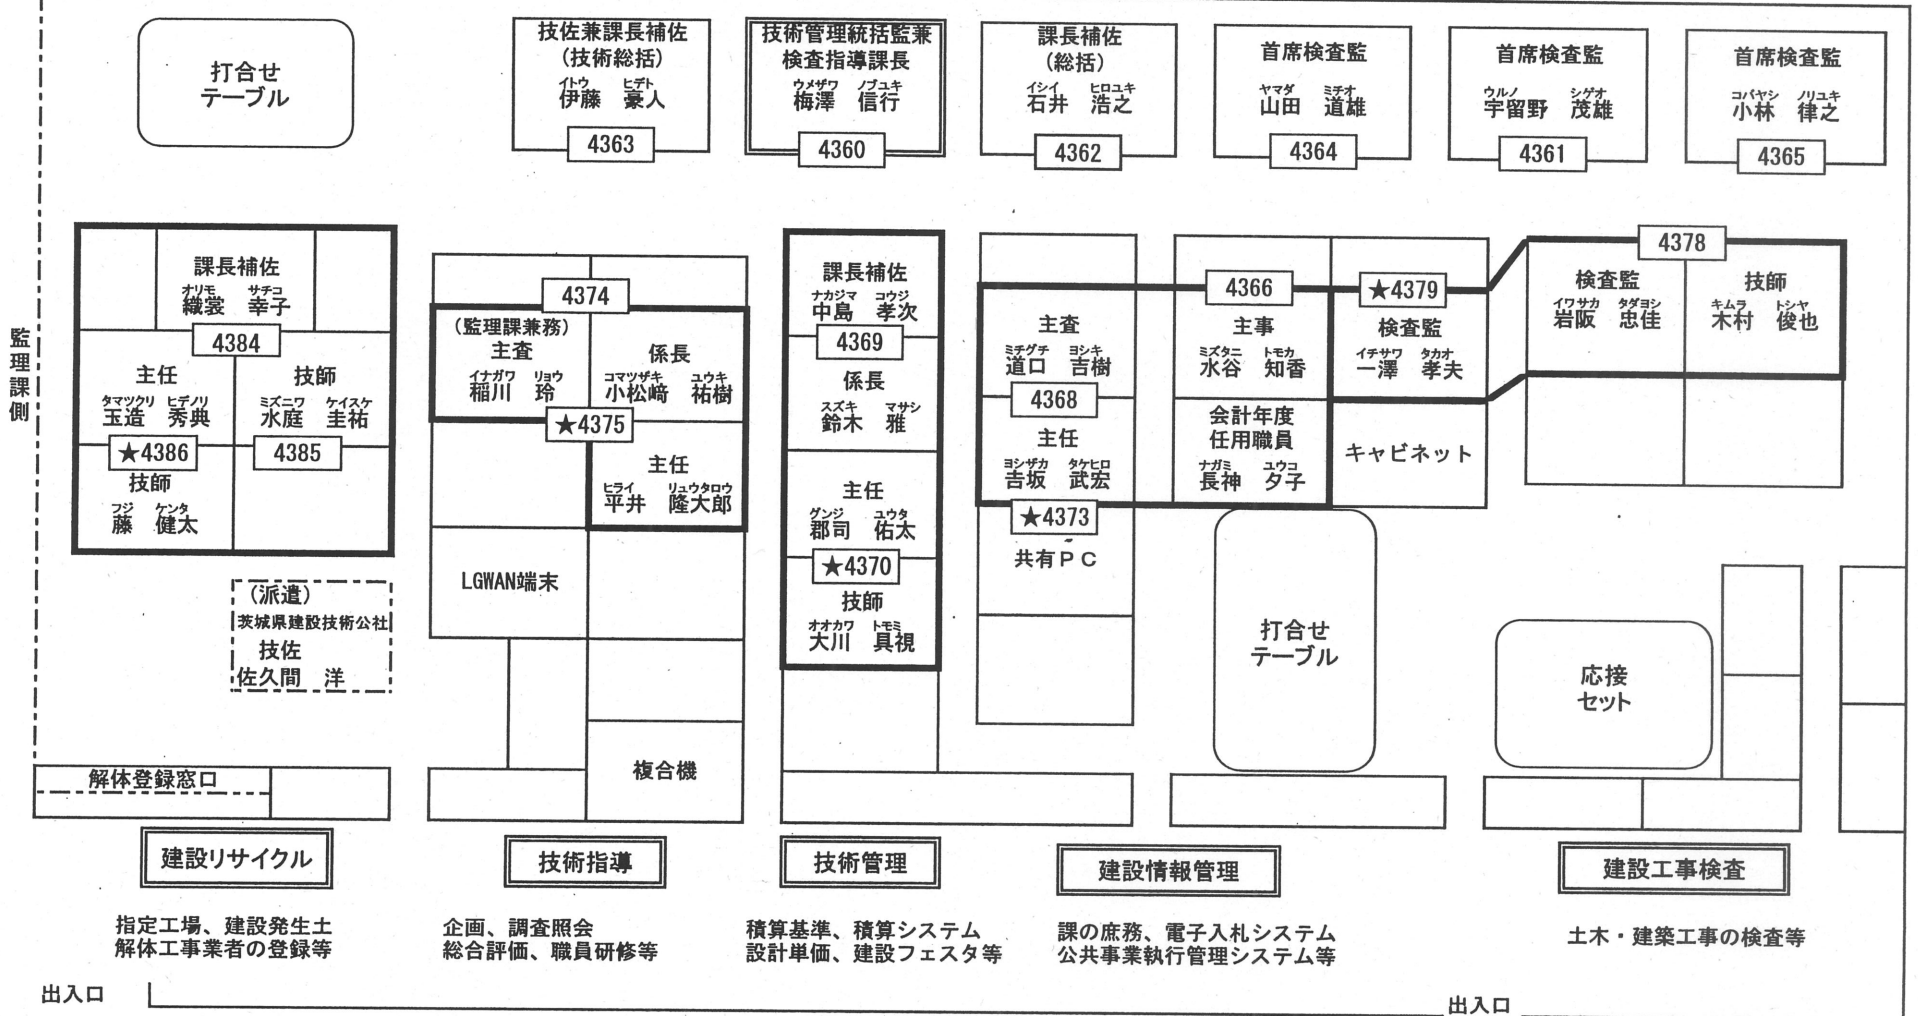 打合せ
テーブル
技佐兼課長補佐
(技術総括)
イトウ ヒデト
伊藤 豪人
4363
技術管理統括監兼
検査指導課長
ウメザワ ノブユキ
梅澤 信行
4360
課長補佐
(総括)
イシイ ヒロユキ
石井 浩之
4362
首席検査監
ヤマダ ミチオ
山田 道雄
4364
首席検査監
ウルノ シゲオ
宇留野 茂雄
4361
首席検査監
コバヤシ ノリユキ
小林 律之
4365
監理課側
課長補佐
オリモ サチコ
織裳 幸子
4384
主任
タマツクリ ヒデノリ
玉造 秀典
技師
ミズニワ ケイスケ
水庭 圭祐
★4386
4385
技師
フジ ケンタ
藤 健太
(派遣)
茨城県建設技術公社
技佐
佐久間 洋
解体登録窓口
4374
(監理課兼務)
主査
イナガワ リョウ
稲川 玲
係長
コマツザキ ユウキ
小松﨑 祐樹
★4375
主任
ヒライ リュウタロウ
平井 隆大郎
LGWAN端末
複合機
課長補佐
ナカジマ コウジ
中島 孝次
4369
係長
スズキ マサシ
鈴木 雅
主任
グンジ ユウタ
郡司 佑太
★4370
技師
オオカワ トモミ
大川 具視
主査
ミチグチ ヨシキ
道口 吉樹
4368
主任
ヨシザカ タケヒロ
吉坂 武宏
★4373
共有PC
4366
主事
ミズタニ トモカ
水谷 知香
会計年度
任用職員
ナガミ ユウコ
長神 夕子
★4379
検査監
イチサワ タカオ
一澤 孝夫
キャビネット
4378
検査監
イワサカ タダヨシ
岩阪 忠佳
技師
キムラ トシヤ
木村 俊也
打合せ
テーブル
応接
セット
建設リサイクル
指定工場、建設発生土
解体工事業者の登録等
技術指導
企画、調査照会
総合評価、職員研修等
技術管理
積算基準、積算システム
設計単価、建設フェスタ等
建設情報管理
課の庶務、電子入札システム
公共事業執行管理システム等
建設工事検査
土木・建築工事の検査等
出入口
出入口